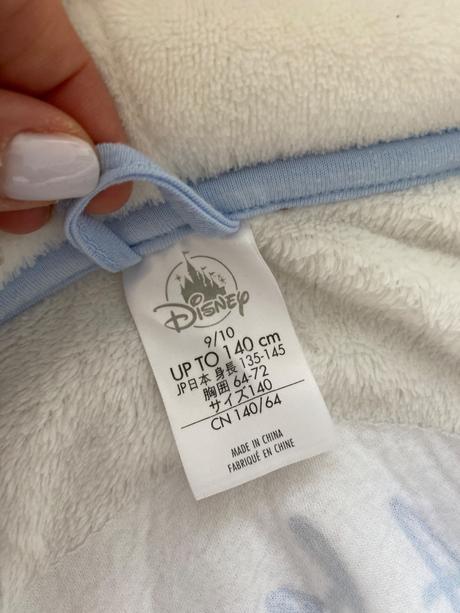 Disney
9/10
UP TO 140 cm
JP日本 身長 135-145
胸囲 64-72
サイズ140
CN 140/64
MADE IN CHINA
FABRIQUÉ EN CHINE